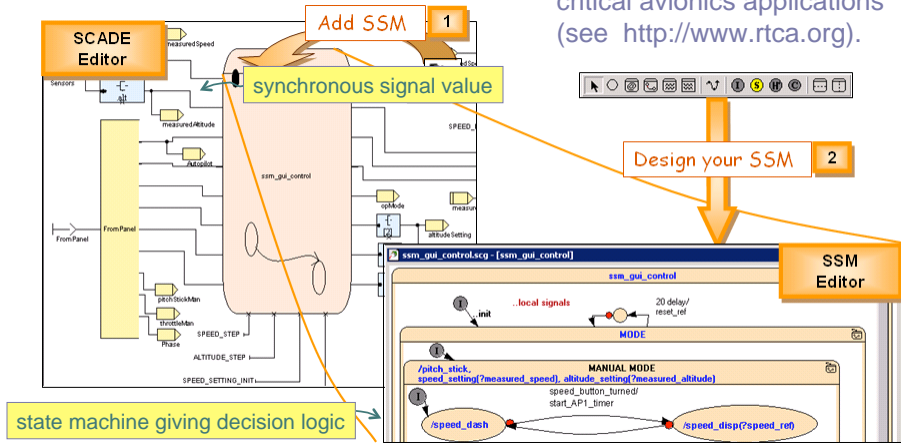 critical avionics applications
(see http://www.rtca.org).
Add SSM
1
SCADE
Editor
measuredSpeed
Sensors
synchronous signal value
measuredAltitude
SPEED_
Autopilot
ssm_gui_control
Design your SSM
2
opMode
measur
FromPanel
FromPanel
altitudeSetting
pitchStickMan
throttleMan
Phase
SPEED_STEP
ALTITUDE_STEP
SPEED_SETTING_INIT
ssm_gui_control.scg - [ssm_gui_control]
SSM
Editor
ssm_gui_control
I
..init
..local signals
20 delay/
reset_ref
MODE
I
MANUAL MODE
/pitch_stick,
speed_setting(?measured_speed), altitude_setting(?measured_altitude)
I
speed_button_turned/
start_AP1_timer
/speed_dash
/speed_disp(?speed_ref)
state machine giving decision logic